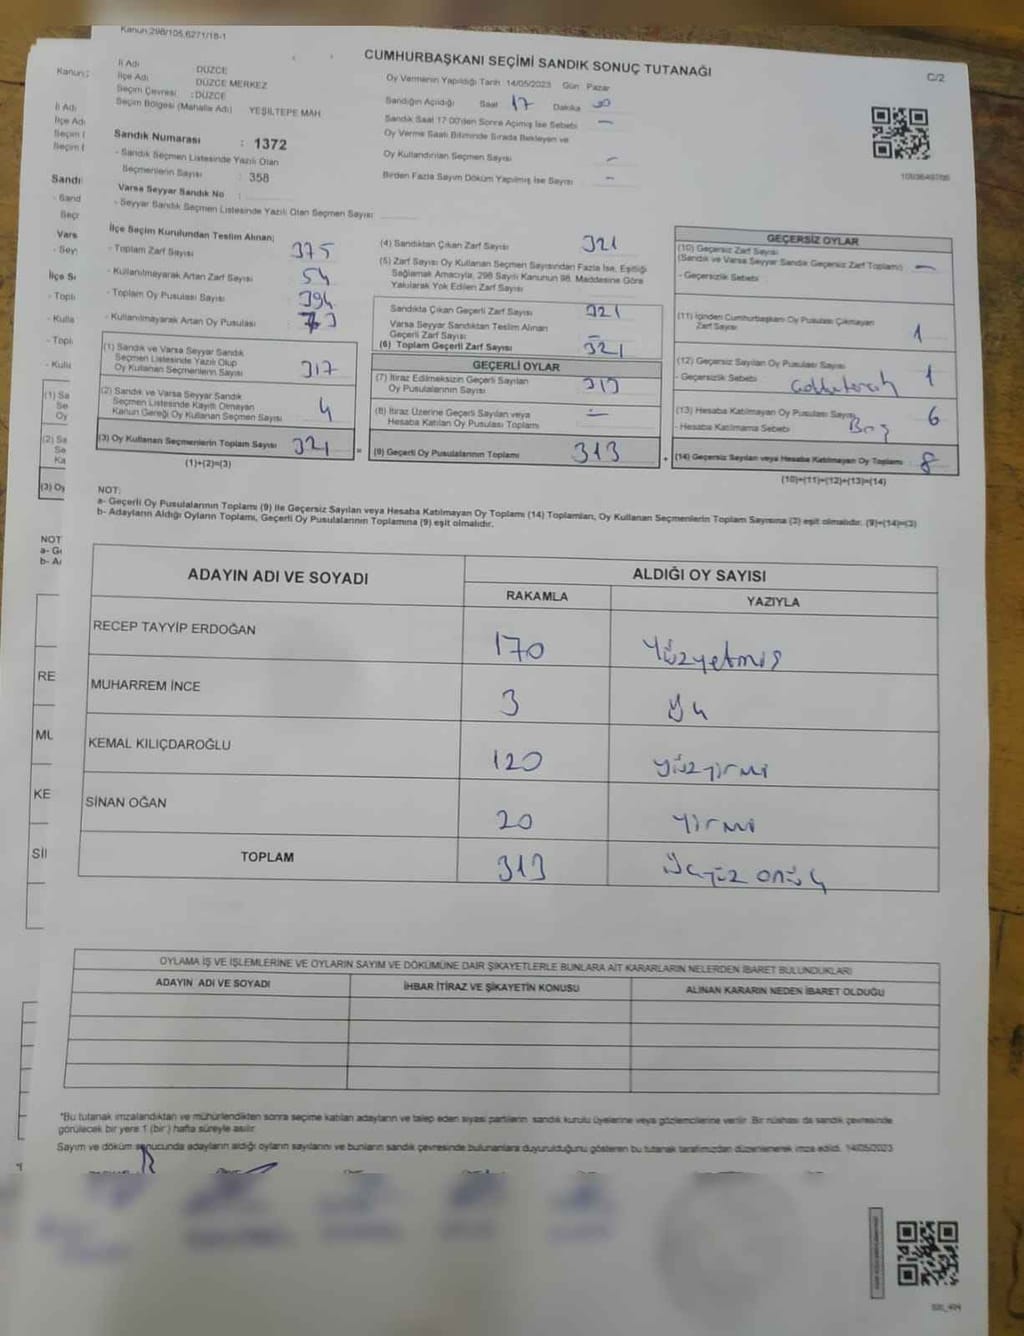 Kanun,298/105,6271/18-1
CUMHURBAŞKANI SEÇİMİ SANDIK SONUÇ TUTANAĞI
C/2
İl Adı DÜZCE
İlçe Adı DÜZCE MERKEZ
Seçim Çevresi :DÜZCE
Seçim Bölgesi (Mahalle Adı) YEŞİLTEPE MAH.
Oy Vermenin Yapıldığı Tarih 14/05/2023 Gün Pazar
Sandığın Açıldığı Saat 17 Dakika 30
Sandık Saat 17:00'den Sonra Açılmış İse Sebebi —
Oy Verme Saati Bitiminde Sırada Bekleyen ve
Oy Kullandırılan Seçmen Sayısı —
Birden Fazla Sayım Döküm Yapılmış İse Sayısı —
Sandık Numarası : 1372
- Sandık Seçmen Listesinde Yazılı Olan
Seçmenlerin Sayısı : 358
Varsa Seyyar Sandık No :
- Seyyar Sandık Seçmen Listesinde Yazılı Olan Seçmen Sayısı:
İlçe Seçim Kurulundan Teslim Alınan;
- Toplam Zarf Sayısı : 375
- Kullanılmayarak Artan Zarf Sayısı : 54
- Toplam Oy Pusulası Sayısı : 394
- Kullanılmayarak Artan Oy Pusulası : 73
(1) Sandık ve Varsa Seyyar Sandık
Seçmen Listesinde Yazılı Olup
Oy Kullanan Seçmenlerin Sayısı 317
(2) Sandık ve Varsa Seyyar Sandık
Seçmen Listesinde Kayıtlı Olmayan
Kanun Gereği Oy Kullanan Seçmen Sayısı 4
(3) Oy Kullanan Seçmenlerin Toplam Sayısı 321
(1)+(2)=(3)
(4) Sandıktan Çıkan Zarf Sayısı 321
(5) Zarf Sayısı Oy Kullanan Seçmen Sayısından Fazla İse, Eşitliği
Sağlamak Amacıyla, 298 Sayılı Kanunun 98. Maddesine Göre
Yakılarak Yok Edilen Zarf Sayısı
Sandıkta Çıkan Geçerli Zarf Sayısı 321
Varsa Seyyar Sandıktan Teslim Alınan
Geçerli Zarf Sayısı —
(6) Toplam Geçerli Zarf Sayısı 321
GEÇERLİ OYLAR
(7) İtiraz Edilmeksizin Geçerli Sayılan
Oy Pusulalarının Sayısı 313
(8) İtiraz Üzerine Geçerli Sayılan veya
Hesaba Katılan Oy Pusulası Toplamı —
(9) Geçerli Oy Pusulalarının Toplamı 313
GEÇERSİZ OYLAR
(10) Geçersiz Zarf Sayısı
(Sandık ve Varsa Seyyar Sandık Geçersiz Zarf Toplamı) —
- Geçersizlik Sebebi
(11) İçinden Cumhurbaşkanı Oy Pusulası Çıkmayan
Zarf Sayısı 1
(12) Geçersiz Sayılan Oy Pusulası Sayısı 1
- Geçersizlik Sebebi
(13) Hesaba Katılmayan Oy Pusulası Sayısı 6
- Hesaba Katılmama Sebebi Boş
(14) Geçersiz Sayılan veya Hesaba Katılmayan Oy Toplamı 8
(10)+(11)+(12)+(13)=(14)
NOT:
a- Geçerli Oy Pusulalarının Toplamı (9) ile Geçersiz Sayılan veya Hesaba Katılmayan Oy Toplamı (14) Toplamları, Oy Kullanan Seçmenlerin Toplam Sayısına (3) eşit olmalıdır. (9)+(14)=(3)
b- Adayların Aldığı Oyların Toplamı, Geçerli Oy Pusulalarının Toplamına (9) eşit olmalıdır.
ADAYIN ADI VE SOYADI ALDIĞI OY SAYISI
RAKAMLA YAZIYLA
RECEP TAYYİP ERDOĞAN 170 Yüzyetmiş
MUHARREM İNCE 3 Üç
KEMAL KILIÇDAROĞLU 120 yüzyirmi
SİNAN OĞAN 20 Yirmi
TOPLAM 313 Üçyüz onüç
OYLAMA İŞ VE İŞLEMLERİNE VE OYLARIN SAYIM VE DÖKÜMÜNE DAİR ŞİKAYETLERLE BUNLARA AİT KARARLARIN NELERDEN İBARET BULUNDUKLARI
ADAYIN ADI VE SOYADI İHBAR İTİRAZ VE ŞİKAYETİN KONUSU ALINAN KARARIN NEDEN İBARET OLDUĞU
*Bu tutanak imzalandıktan ve mühürlendikten sonra seçime katılan adayların ve talep eden siyasi partilerin sandık kurulu üyelerine veya gözlemcilerine verilir. Bir nüshası da sandık çevresinde
görülecek bir yere 1 (bir) hafta süreyle asılır.
Sayım ve döküm sonucunda adayların aldığı oyların sayılarını ve bunların sandık çevresinde bulunanlara duyurulduğunu gösteren bu tutanak tarafımızdan düzenlenerek imza edildi. 14/05/2023